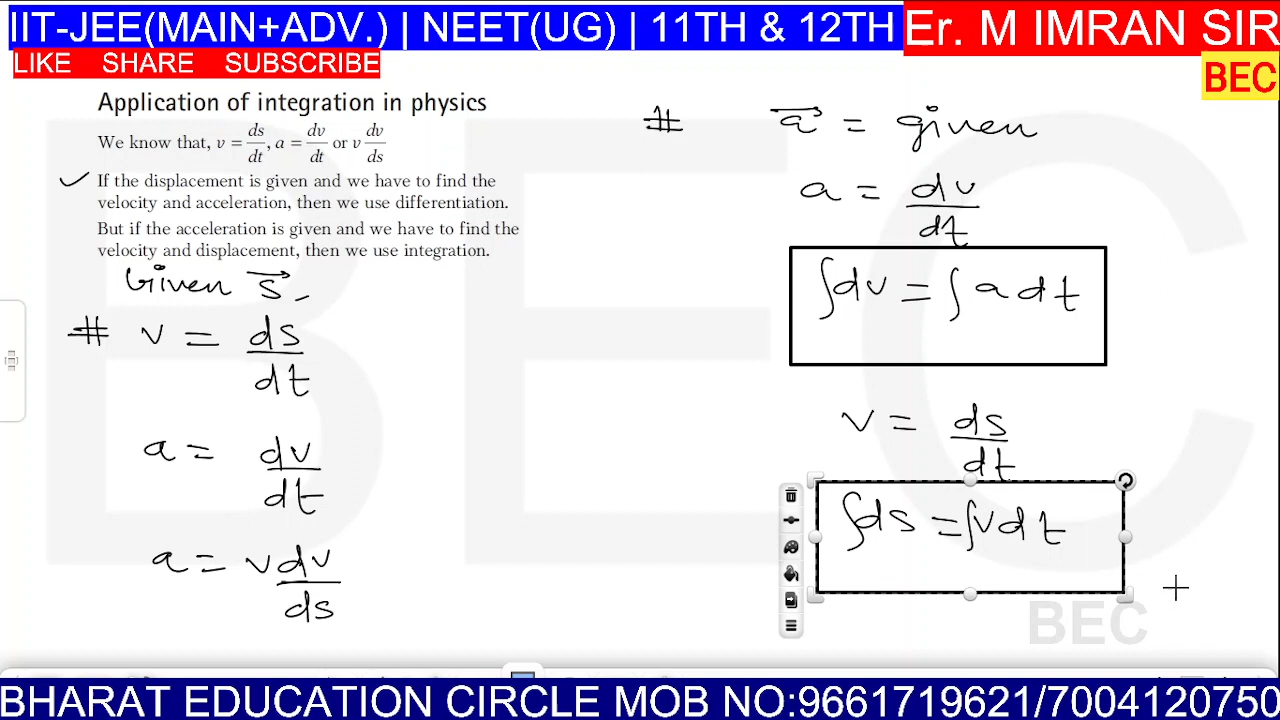 IIT-JEE(MAIN+ADV.) | NEET(UG) | 11TH & 12TH Er. M IMRAN SIR
LIKE SHARE SUBSCRIBE
BEC
Application of integration in physics
We know that, v = ds/dt, a = dv/dt or v dv/ds
If the displacement is given and we have to find the
velocity and acceleration, then we use differentiation.
But if the acceleration is given and we have to find the
velocity and displacement, then we use integration.
Given s⃗
# v = ds/dt
a = dv/dt
a = v dv/ds
# a⃗ = given
a = dv/dt
∫dv = ∫a dt
v = ds/dt
∫ds = ∫v dt
BEC
BEC
BHARAT EDUCATION CIRCLE MOB NO:9661719621/7004120750